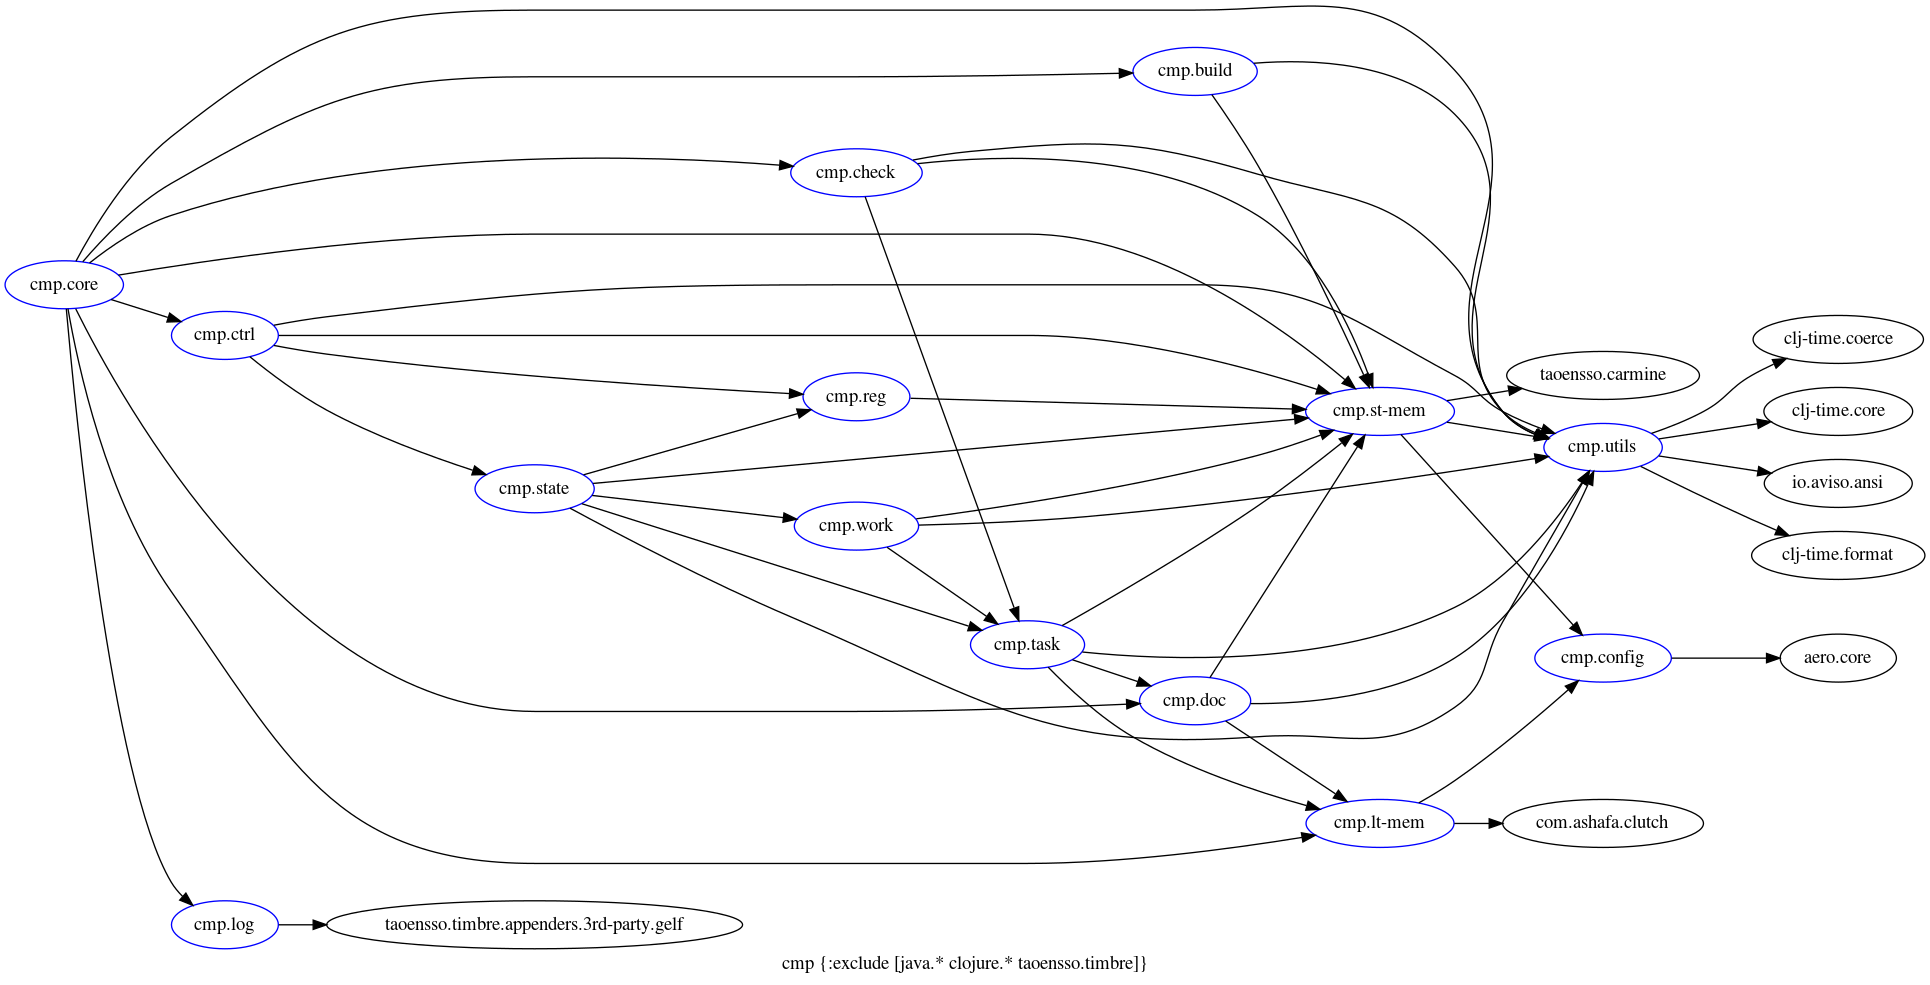 cmp.build
cmp.check
cmp.core
cmp.ctrl
clj-time.coerce
taoensso.carmine
cmp.reg
cmp.st-mem
clj-time.core
cmp.utils
cmp.state
io.aviso.ansi
cmp.work
clj-time.format
cmp.task
cmp.config
aero.core
cmp.doc
cmp.lt-mem
com.ashafa.clutch
cmp.log
taoensso.timbre.appenders.3rd-party.gelf
cmp {:exclude [java.* clojure.* taoensso.timbre]}